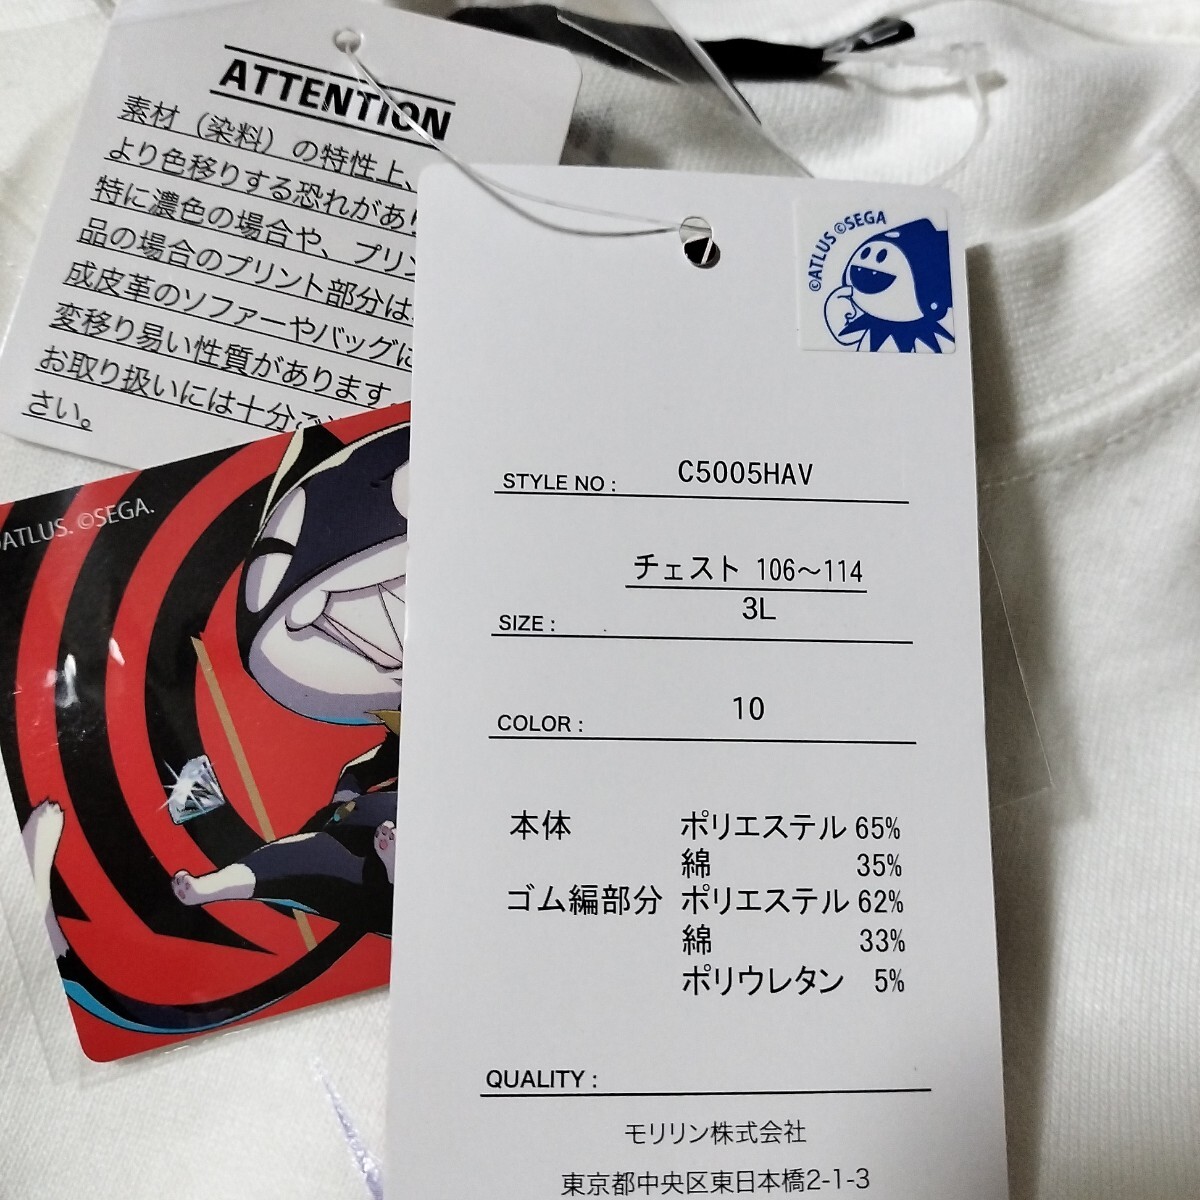 ATTENTION
素材（染料）の特性上、
より色移りする恐れがあり
特に濃色の場合や、プリン
品の場合のプリント部分は
成皮革のソファーやバッグに
変移り易い性質があります
お取り扱いには十分ご
さい。
©ATLUS ©SEGA
ATLUS. ©SEGA.
STYLE NO : C5005HAV
チェスト 106～114
SIZE : 3L
COLOR : 10
本体 ポリエステル 65%
綿 35%
ゴム編部分 ポリエステル 62%
綿 33%
ポリウレタン 5%
QUALITY :
モリリン株式会社
東京都中央区東日本橋2-1-3